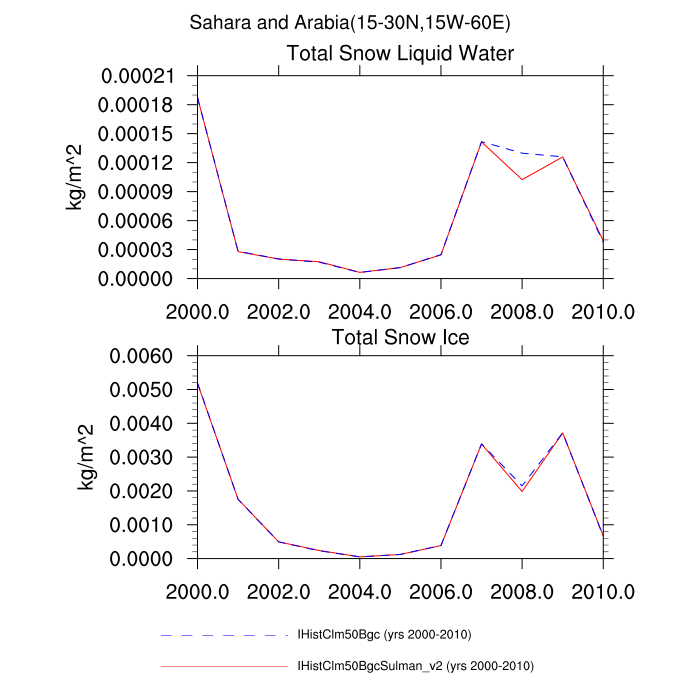 Sahara and Arabia(15-30N,15W-60E)
Total Snow Liquid Water
0.00021
0.00018
0.00015
0.00012
0.00009
0.00006
0.00003
0.00000
kg/m^2
2000.0 2002.0 2004.0 2006.0 2008.0 2010.0
Total Snow Ice
0.0060
0.0050
0.0040
0.0030
0.0020
0.0010
0.0000
kg/m^2
2000.0 2002.0 2004.0 2006.0 2008.0 2010.0
IHistClm50Bgc (yrs 2000-2010)
IHistClm50BgcSulman_v2 (yrs 2000-2010)